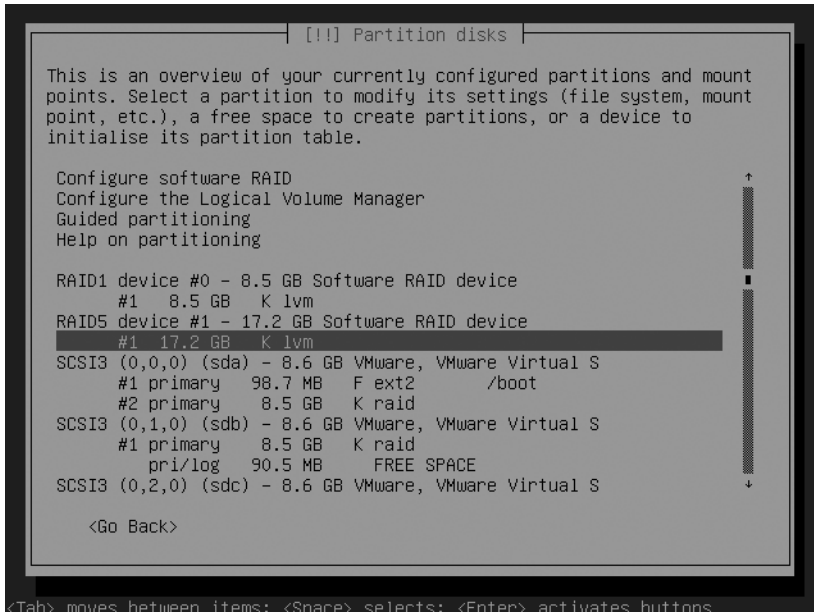 [!!] Partition disks
This is an overview of your currently configured partitions and mount
points. Select a partition to modify its settings (file system, mount
point, etc.), a free space to create partitions, or a device to
initialise its partition table.
Configure software RAID
Configure the Logical Volume Manager
Guided partitioning
Help on partitioning
RAID1 device #0 – 8.5 GB Software RAID device
#1 8.5 GB K lvm
RAID5 device #1 – 17.2 GB Software RAID device
#1 17.2 GB K lvm
SCSI3 (0,0,0) (sda) – 8.6 GB VMware, VMware Virtual S
#1 primary 98.7 MB F ext2 /boot
#2 primary 8.5 GB K raid
SCSI3 (0,1,0) (sdb) – 8.6 GB VMware, VMware Virtual S
#1 primary 8.5 GB K raid
pri/log 90.5 MB FREE SPACE
SCSI3 (0,2,0) (sdc) – 8.6 GB VMware, VMware Virtual S
<Go Back>
<Tab> moves between items; <Space> selects; <Enter> activates buttons